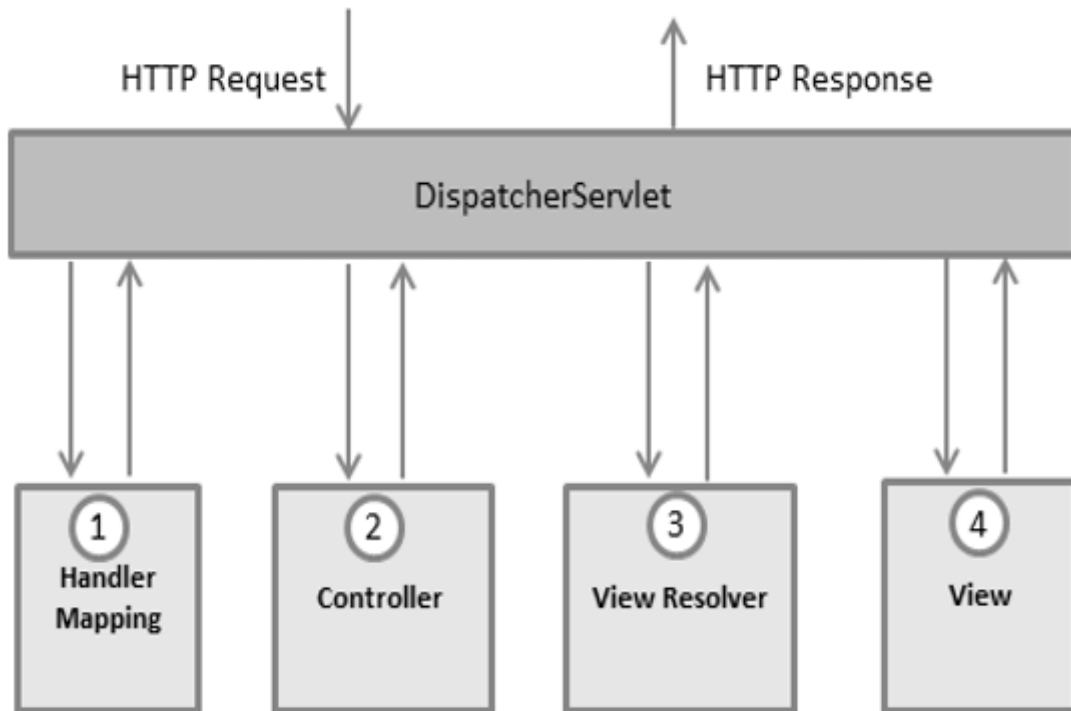 HTTP Request
HTTP Response
DispatcherServlet
1
Handler
Mapping
2
Controller
3
View Resolver
4
View